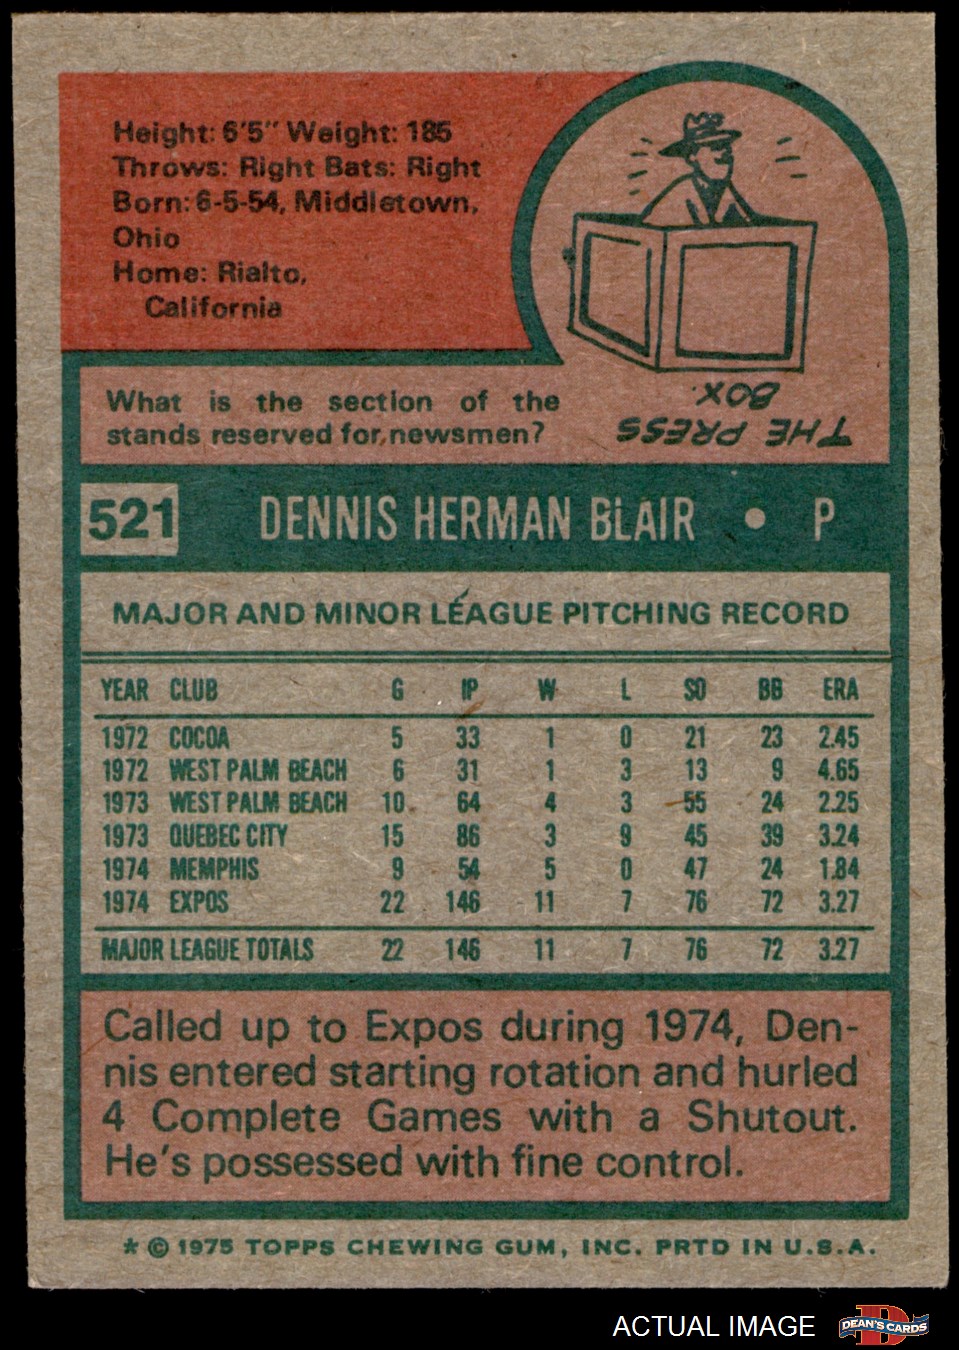 Height: 6'5" Weight: 185
Throws: Right Bats: Right
Born: 6-5-54, Middletown,
Ohio
Home: Rialto,
California
What is the section of the
stands reserved for newsmen?
THE PRESS
BOX.
521 DENNIS HERMAN BLAIR • P
MAJOR AND MINOR LEAGUE PITCHING RECORD
YEAR CLUB G IP W L SO BB ERA
1972 COCOA 5 33 1 0 21 23 2.45
1972 WEST PALM BEACH 6 31 1 3 13 9 4.65
1973 WEST PALM BEACH 10 64 4 3 55 24 2.25
1973 QUEBEC CITY 15 86 3 9 45 39 3.24
1974 MEMPHIS 9 54 5 0 47 24 1.84
1974 EXPOS 22 146 11 7 76 72 3.27
MAJOR LEAGUE TOTALS 22 146 11 7 76 72 3.27
Called up to Expos during 1974, Den-
nis entered starting rotation and hurled
4 Complete Games with a Shutout.
He's possessed with fine control.
* © 1975 TOPPS CHEWING GUM, INC. PRTD IN U.S.A.
ACTUAL IMAGE
D
DEAN'S CARDS